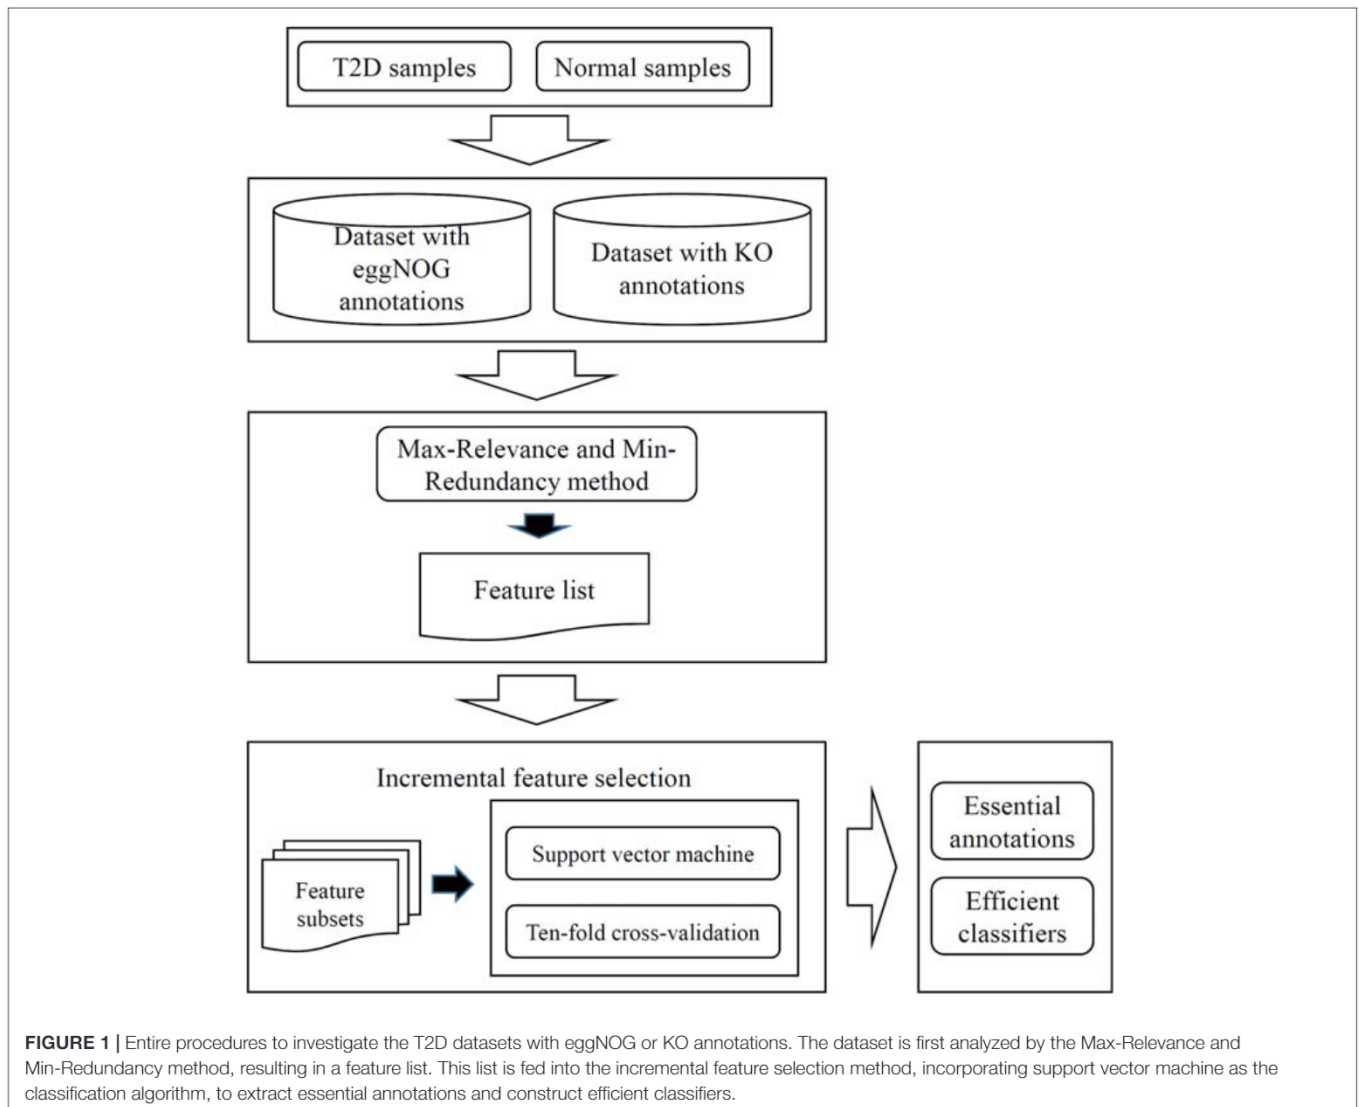 T2D samples
Normal samples
Dataset with
eggNOG
annotations
Dataset with KO
annotations
Max-Relevance and Min-
Redundancy method
Feature list
Incremental feature selection
Feature
subsets
Support vector machine
Ten-fold cross-validation
Essential
annotations
Efficient
classifiers
FIGURE 1 | Entire procedures to investigate the T2D datasets with eggNOG or KO annotations. The dataset is first analyzed by the Max-Relevance and
Min-Redundancy method, resulting in a feature list. This list is fed into the incremental feature selection method, incorporating support vector machine as the
classification algorithm, to extract essential annotations and construct efficient classifiers.